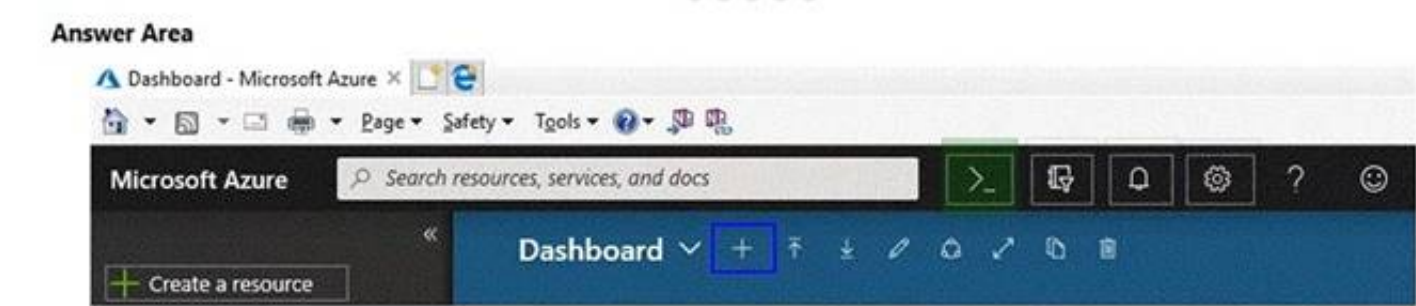 Answer Area
Dashboard - Microsoft Azure ×
Page Safety Tools
Microsoft Azure Search resources, services, and docs >_ ?
Dashboard +
«
+ Create a resource